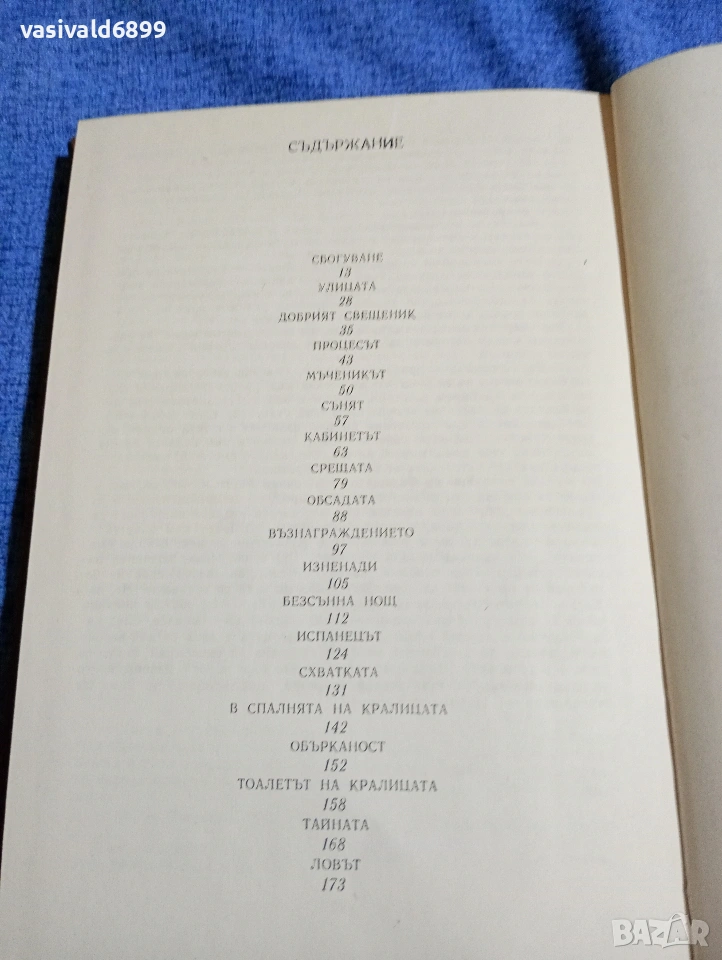 vasivald6899
СЪДЪРЖАНИЕ
СБОГУВАНЕ
13
УЛИЦАТА
28
ДОБРИЯТ СВЕЩЕНИК
35
ПРОЦЕСЪТ
43
МЪЧЕНИКЪТ
50
СЪНЯТ
57
КАБИНЕТЪТ
63
СРЕЩАТА
79
ОБСАДАТА
88
ВЪЗНАГРАЖДЕНИЕТО
97
ИЗНЕНАДИ
105
БЕЗСЪННА НОЩ
112
ИСПАНЕЦЪТ
124
СХВАТКАТА
131
В СПАЛНЯТА НА КРАЛИЦАТА
142
ОБЪРКАНОСТ
152
ТОАЛЕТЪТ НА КРАЛИЦАТА
158
ТАЙНАТА
168
ЛОВЪТ
173
BAZAR